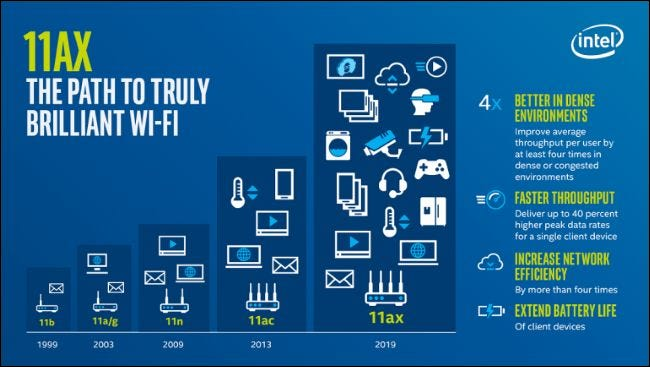 11AX
THE PATH TO TRULY
BRILLIANT WI-FI
intel
4x
BETTER IN DENSE
ENVIRONMENTS
Improve average
throughput per user by
at least four times in
dense or congested
environments
FASTER THROUGHPUT
Deliver up to 40 percent
higher peak data rates
for a single client device
INCREASE NETWORK
EFFICIENCY
By more than four times
EXTEND BATTERY LIFE
Of client devices
11b
11a/g
11n
11ac
11ax
1999
2003
2009
2013
2019